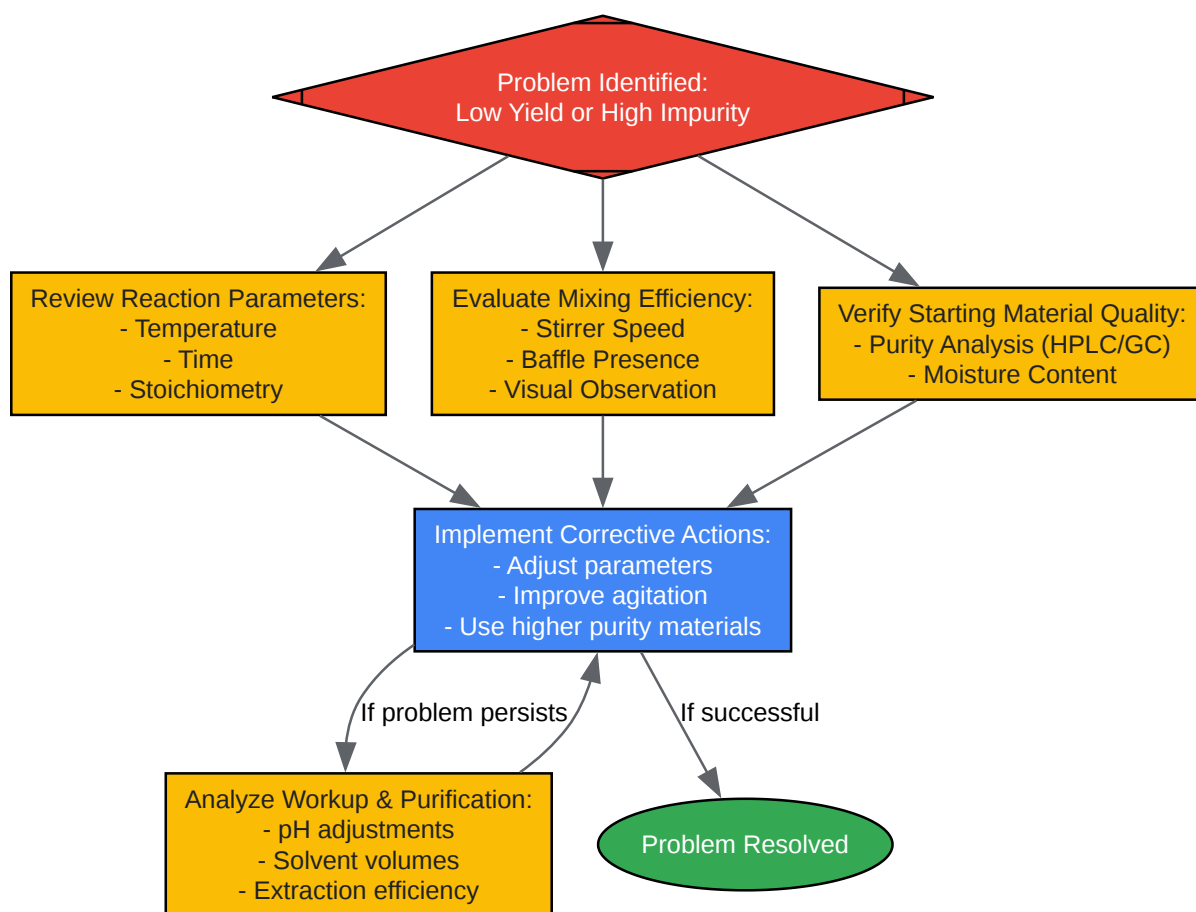 Problem Identified:
Low Yield or High Impurity
Review Reaction Parameters:
- Temperature
- Time
- Stoichiometry
Evaluate Mixing Efficiency:
- Stirrer Speed
- Baffle Presence
- Visual Observation
Verify Starting Material Quality:
- Purity Analysis (HPLC/GC)
- Moisture Content
Implement Corrective Actions:
- Adjust parameters
- Improve agitation
- Use higher purity materials
If problem persists
If successful
Analyze Workup & Purification:
- pH adjustments
- Solvent volumes
- Extraction efficiency
Problem Resolved